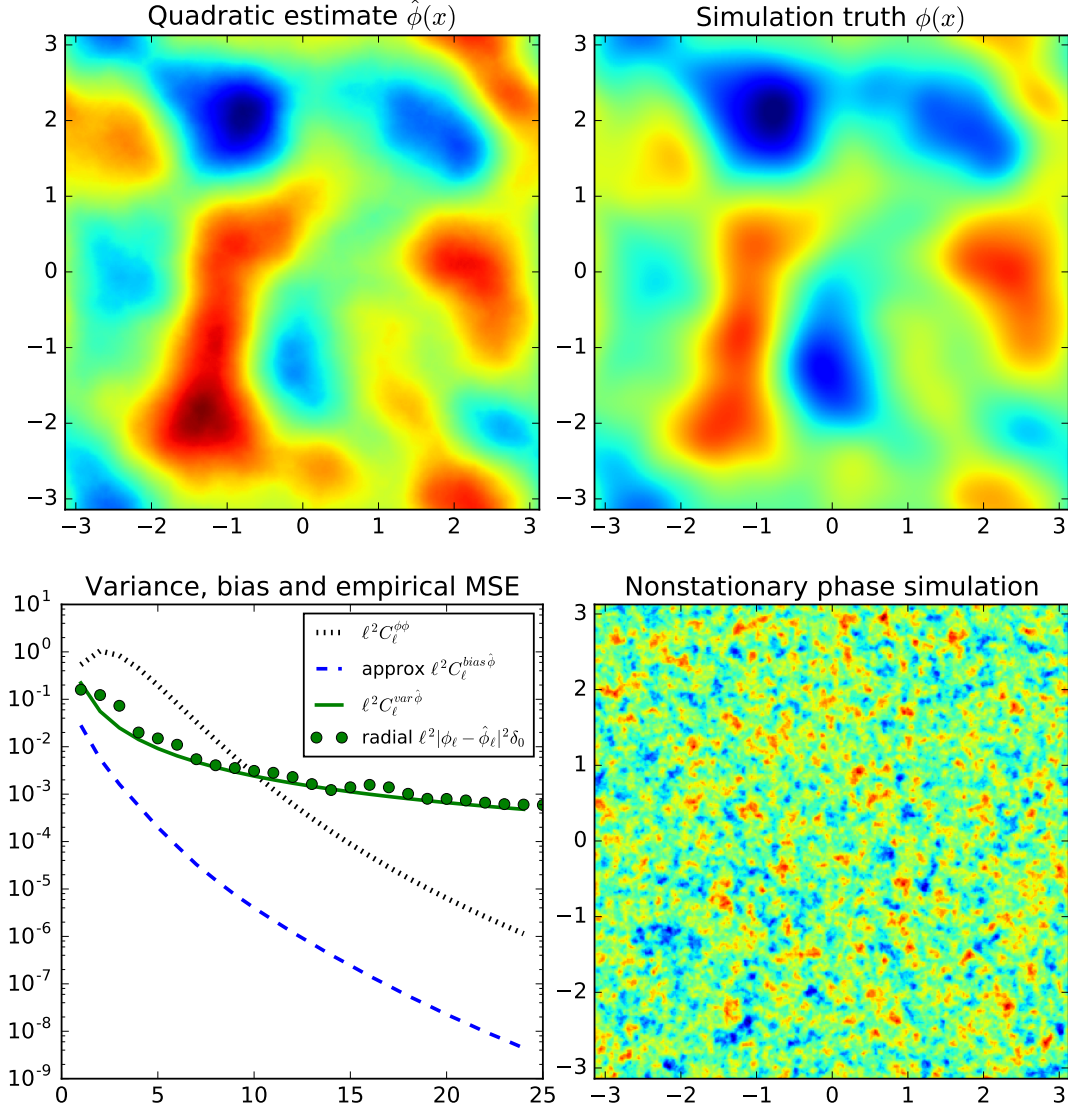 Quadratic estimate $\hat{\phi}(x)$
3
2
1
0
−1
−2
−3
−3 −2 −1 0 1 2 3
Simulation truth $\phi(x)$
3
2
1
0
−1
−2
−3
−3 −2 −1 0 1 2 3
Variance, bias and empirical MSE
10^1
10^0
10^-1
10^-2
10^-3
10^-4
10^-5
10^-6
10^-7
10^-8
10^-9
0 5 10 15 20 25
$\ell^2 C_\ell^{\phi\phi}$
approx $\ell^2 C_\ell^{bias\,\hat{\phi}}$
$\ell^2 C_\ell^{var\,\hat{\phi}}$
radial $\ell^2 |\phi_\ell - \hat{\phi}_\ell|^2 \delta_0$
Nonstationary phase simulation
3
2
1
0
−1
−2
−3
−3 −2 −1 0 1 2 3